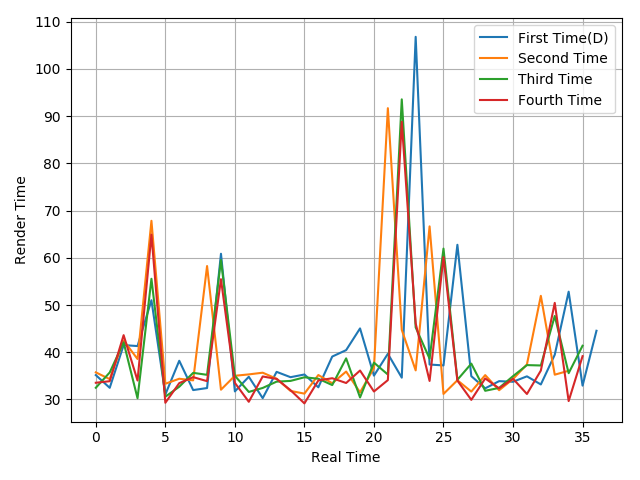 110
100
90
80
70
60
50
40
30
Render Time
0 5 10 15 20 25 30 35
Real Time
First Time(D)
Second Time
Third Time
Fourth Time